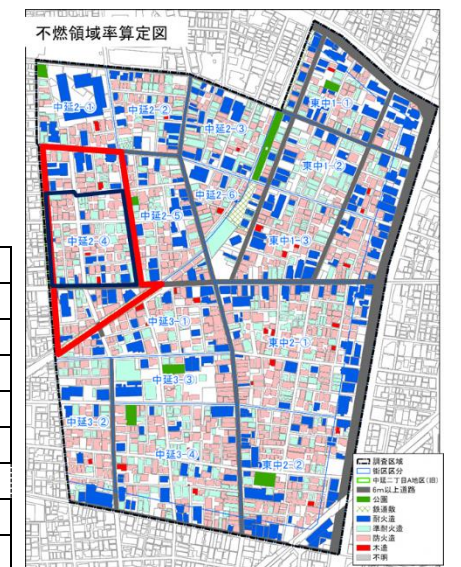 不燃領域率算定図
中延2-1
中延2-2
中延2-3
東中1-1
東中1-2
中延2-6
中延2-5
中延2-4
東中1-3
中延3-1
東中2-1
中延3-3
中延3-2
中延3-4
東中2-2
調査区域
街区区分
中延二丁目A地区(旧)
6m以上道路
公園
鉄道敷
耐火造
準耐火造
防火造
木造
不明